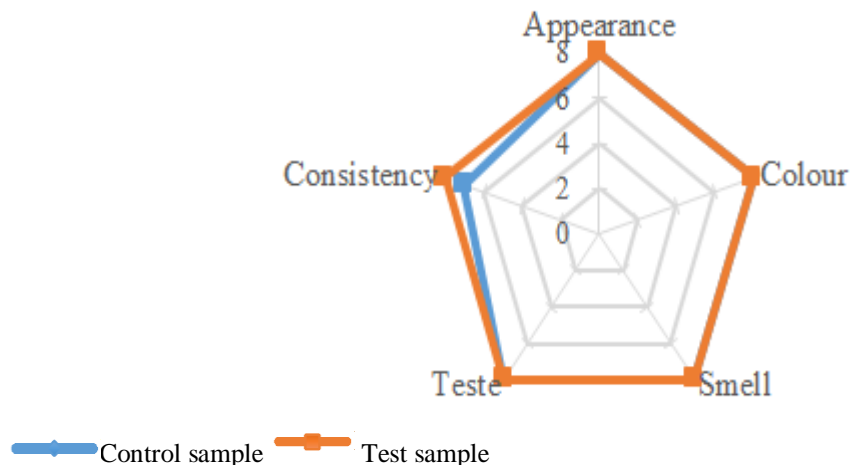 Appearance
8
6
4
Consistency
Colour
2
0
Teste
Smell
Control sample Test sample